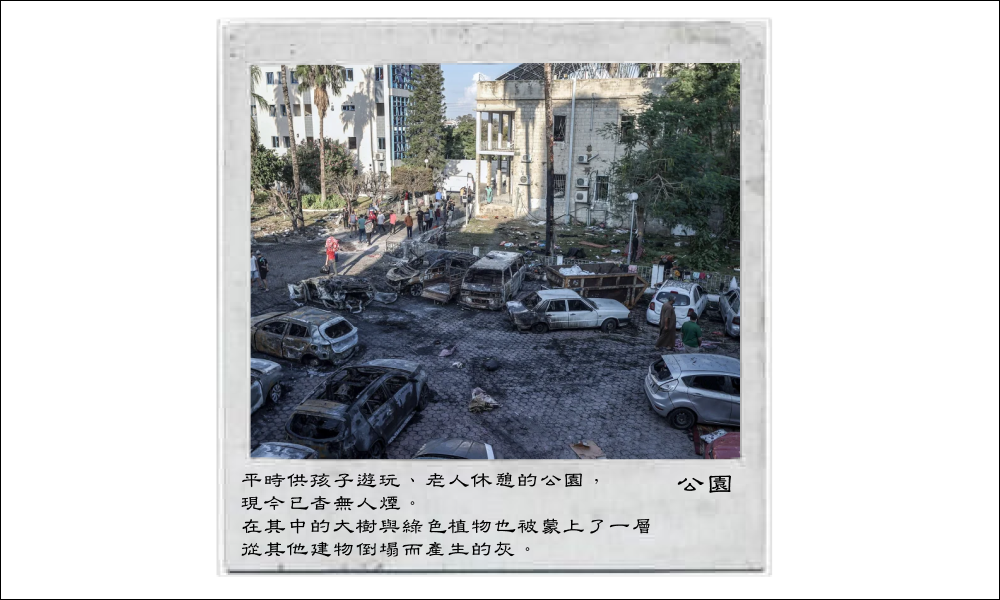 平時供孩子遊玩、老人休憩的公園，
公園
現今已杳無人煙。
在其中的大樹與綠色植物也被蒙上了一層
從其他建物倒塌而產生的灰。